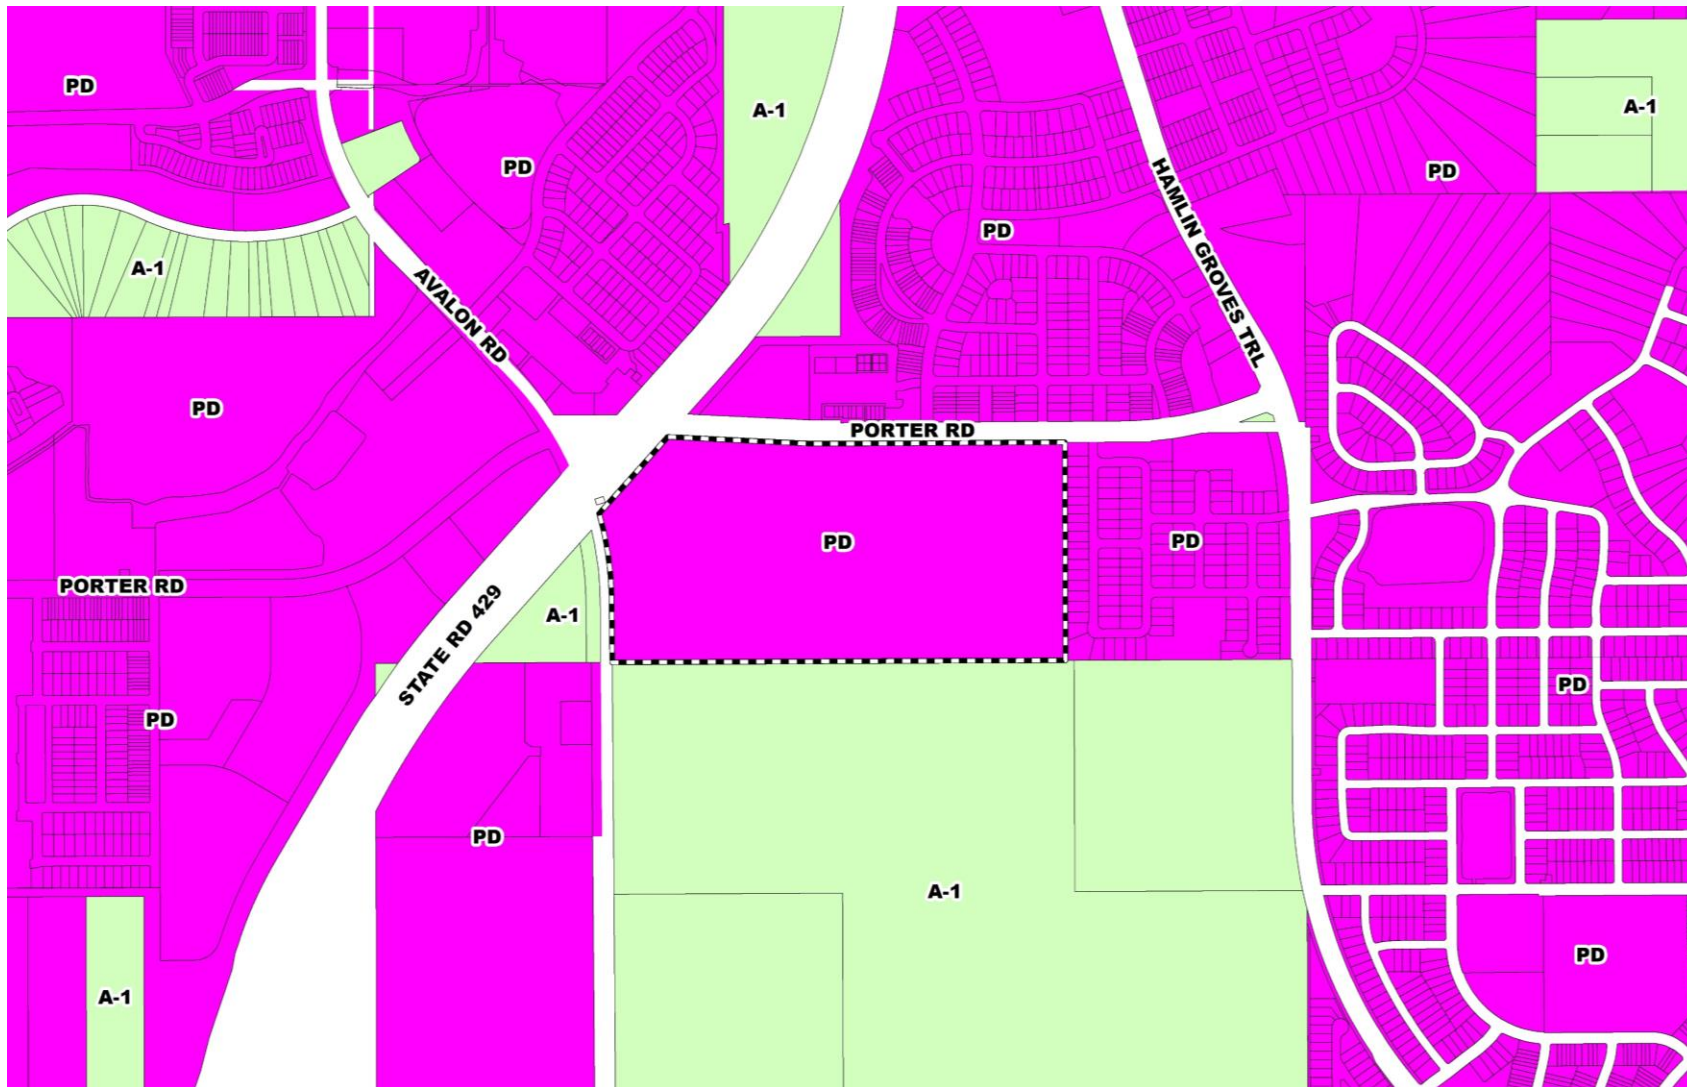 PD
A-1
A-1
PD
PD
HAMLIN GROVES TRL
PD
A-1
AVALON RD
PD
PORTER RD
PD
PD
PORTER RD
A-1
STATE RD 429
PD
PD
PD
A-1
PD
A-1